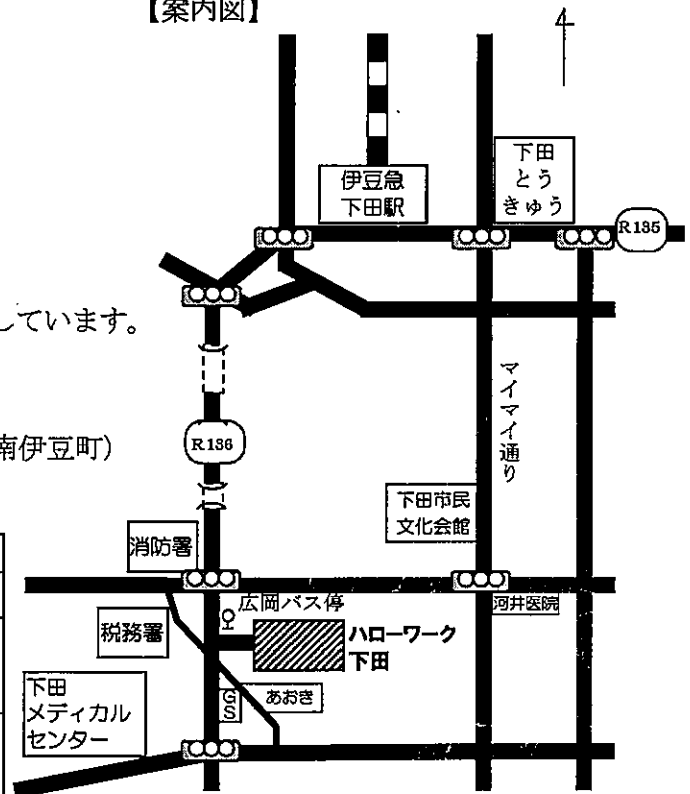 【案内図】
伊豆急
下田駅
下田
とう
きゅう
R135
しています。
マイマイ通り
R136
南伊豆町）
下田市民
文化会館
消防署
広岡バス停
河井医院
税務署
ハローワーク
下田
下田
メディカル
センター
GS
あおき